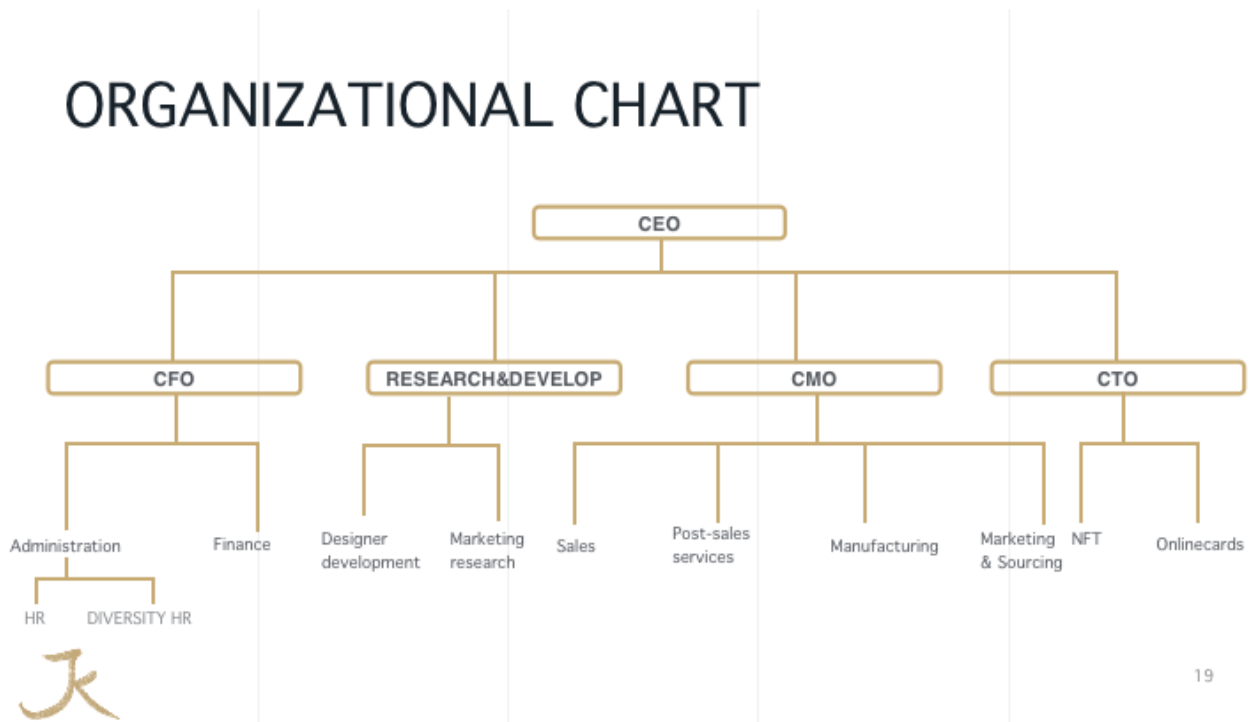 ORGANIZATIONAL CHART
CEO
CFO
RESEARCH&DEVELOP
CMO
CTO
Administration
Finance
Designer
development
Marketing
research
Sales
Post-sales
services
Manufacturing
Marketing
& Sourcing
NFT
Onlinecards
HR
DIVERSITY HR
JK
19